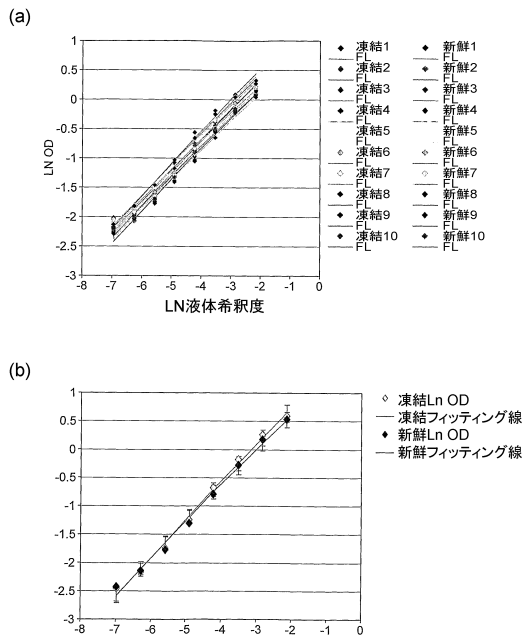 (a)
LN OD
1
0.5
0
-0.5
-1
-1.5
-2
-2.5
-3
-8 -7 -6 -5 -4 -3 -2 -1 0
LN液体希釈度
凍結1 新鮮1
FL FL
凍結2 新鮮2
FL FL
凍結3 新鮮3
FL FL
凍結4 新鮮4
FL FL
凍結5 新鮮5
FL FL
凍結6 新鮮6
FL FL
凍結7 新鮮7
FL FL
凍結8 新鮮8
FL FL
凍結9 新鮮9
FL FL
凍結10 新鮮10
FL FL
(b)
1
0.5
0
-0.5
-1
-1.5
-2
-2.5
-3
-8 -7 -6 -5 -4 -3 -2 -1 0
凍結Ln OD
凍結フィッティング線
新鮮Ln OD
新鮮フィッティング線